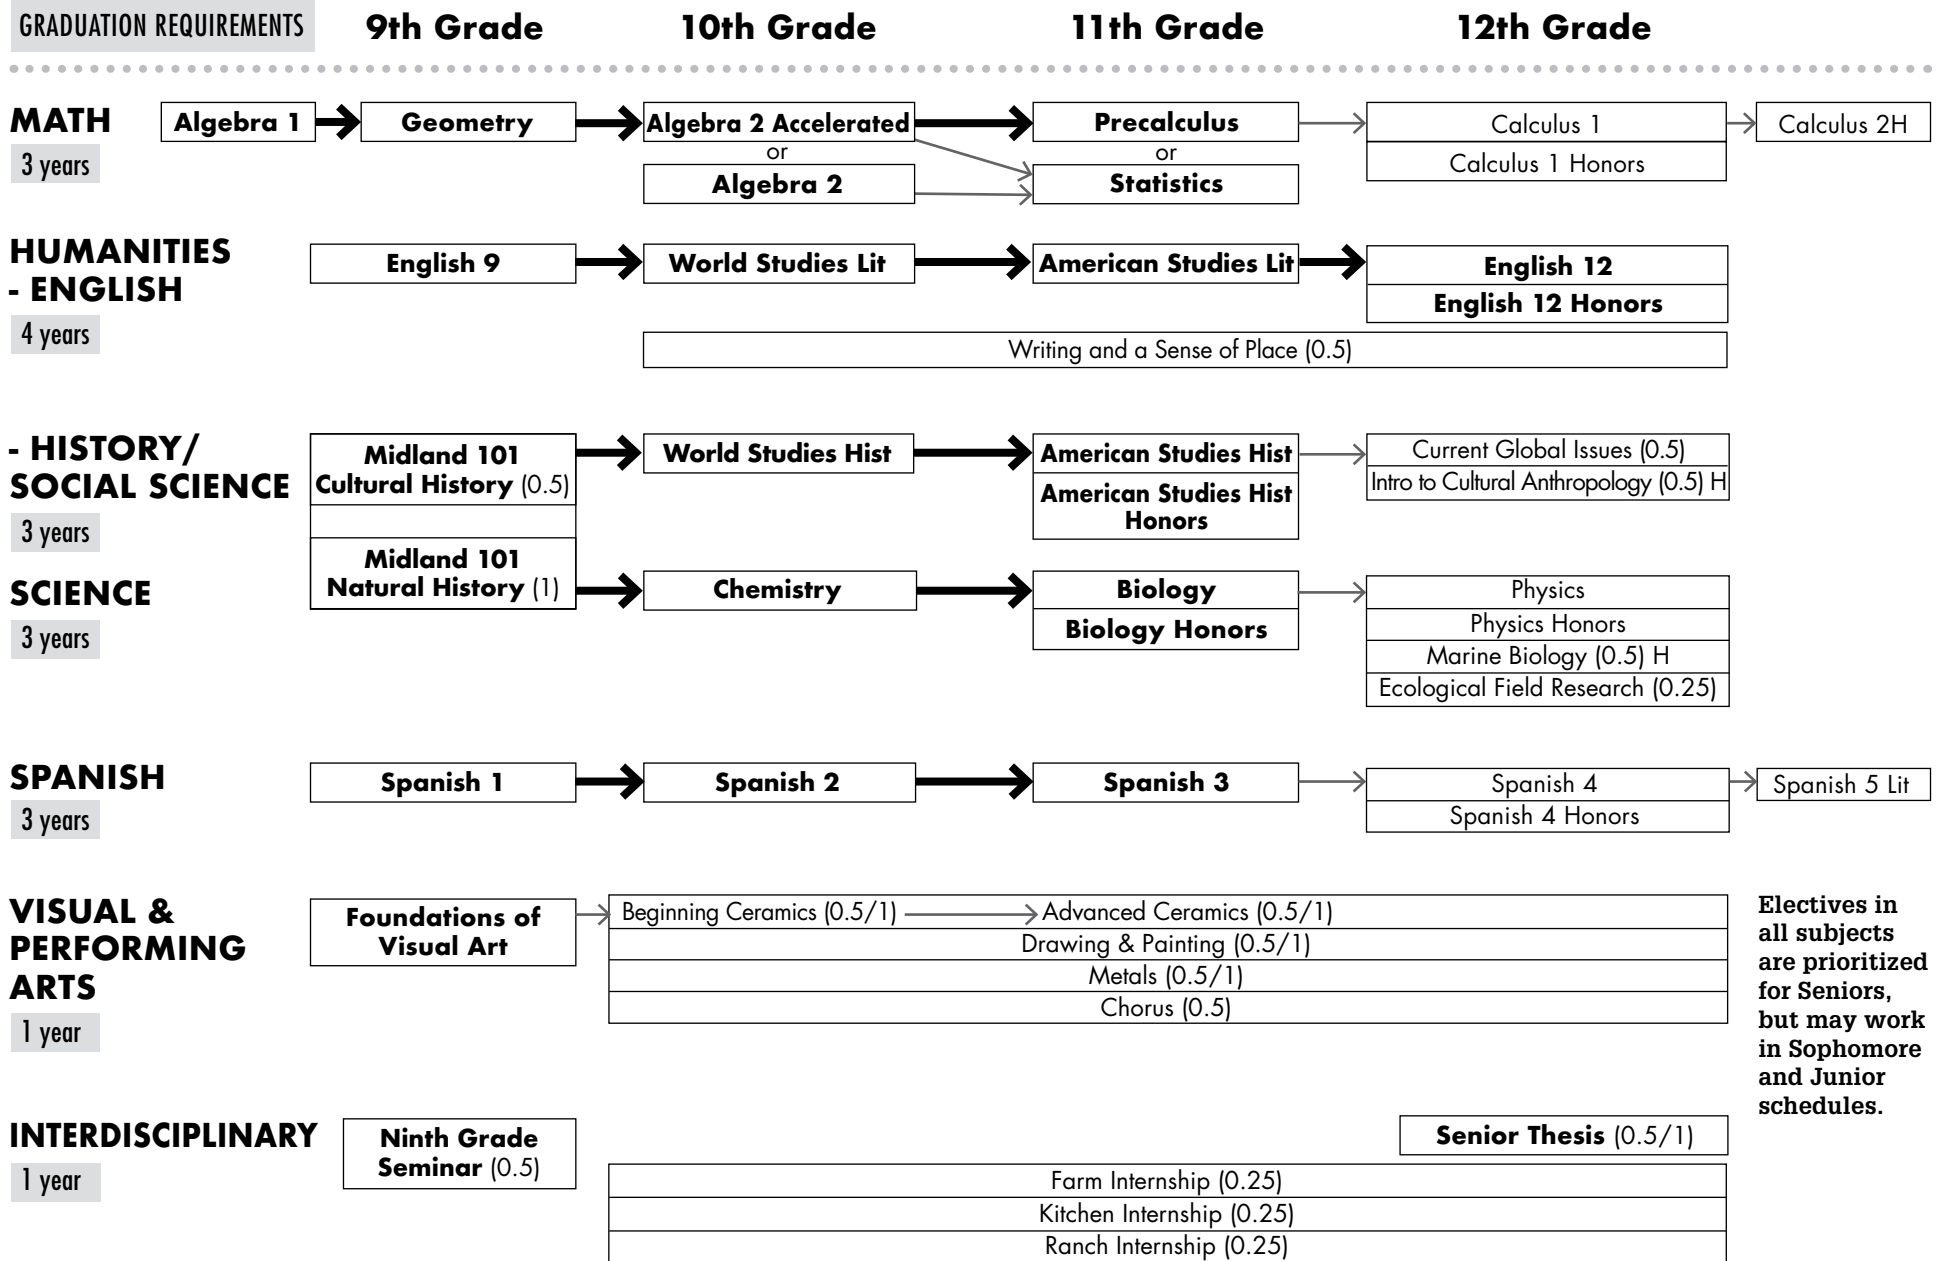 GRADUATION REQUIREMENTS
9th Grade
10th Grade
11th Grade
12th Grade
MATH
3 years
Algebra 1
Geometry
Algebra 2 Accelerated
or
Algebra 2
Precalculus
or
Statistics
Calculus 1
Calculus 1 Honors
Calculus 2H
HUMANITIES
- ENGLISH
4 years
English 9
World Studies Lit
American Studies Lit
English 12
English 12 Honors
Writing and a Sense of Place (0.5)
- HISTORY/
SOCIAL SCIENCE
3 years
Midland 101
Cultural History (0.5)
World Studies Hist
American Studies Hist
American Studies Hist
Honors
Current Global Issues (0.5)
Intro to Cultural Anthropology (0.5) H
SCIENCE
3 years
Midland 101
Natural History (1)
Chemistry
Biology
Biology Honors
Physics
Physics Honors
Marine Biology (0.5) H
Ecological Field Research (0.25)
SPANISH
3 years
Spanish 1
Spanish 2
Spanish 3
Spanish 4
Spanish 4 Honors
Spanish 5 Lit
VISUAL &
PERFORMING
ARTS
1 year
Foundations of
Visual Art
Beginning Ceramics (0.5/1)
Advanced Ceramics (0.5/1)
Drawing & Painting (0.5/1)
Metals (0.5/1)
Chorus (0.5)
Electives in
all subjects
are prioritized
for Seniors,
but may work
in Sophomore
and Junior
schedules.
INTERDISCIPLINARY
1 year
Ninth Grade
Seminar (0.5)
Senior Thesis (0.5/1)
Farm Internship (0.25)
Kitchen Internship (0.25)
Ranch Internship (0.25)